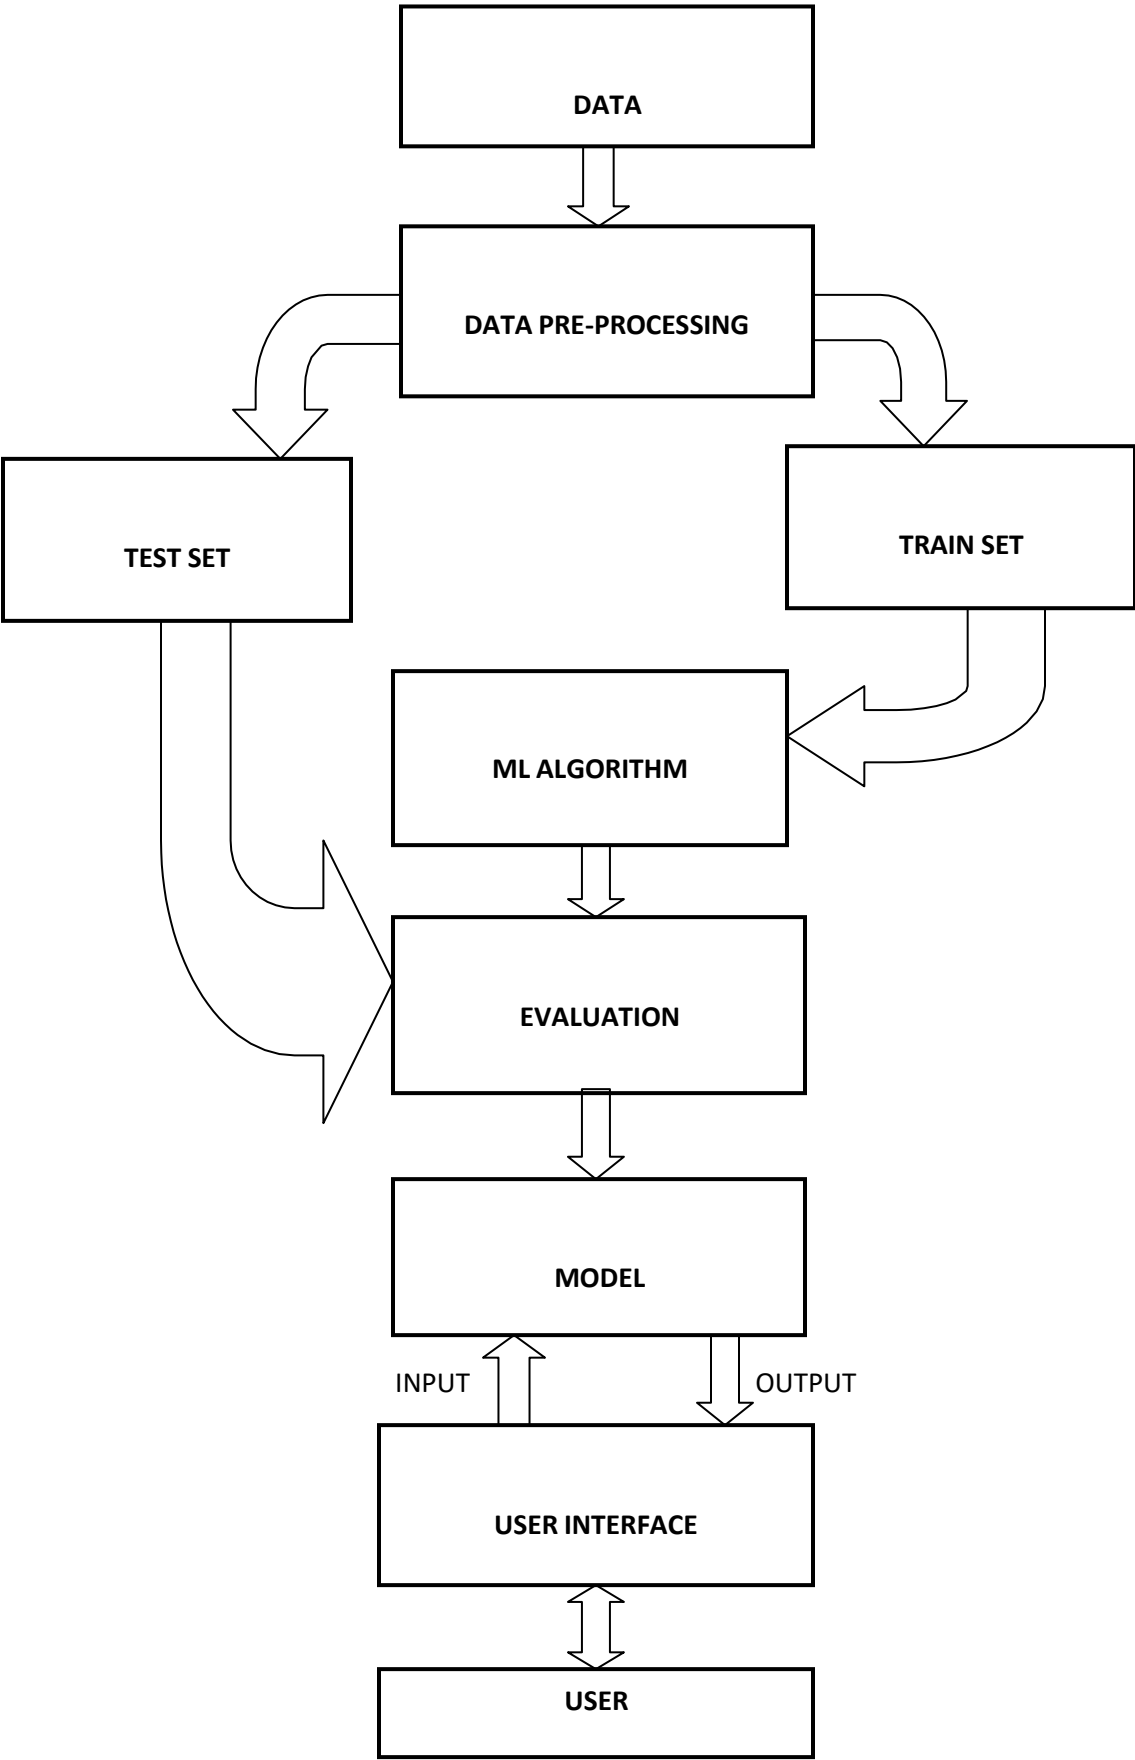 DATA
DATA PRE-PROCESSING
TEST SET
TRAIN SET
ML ALGORITHM
EVALUATION
MODEL
INPUT
OUTPUT
USER INTERFACE
USER